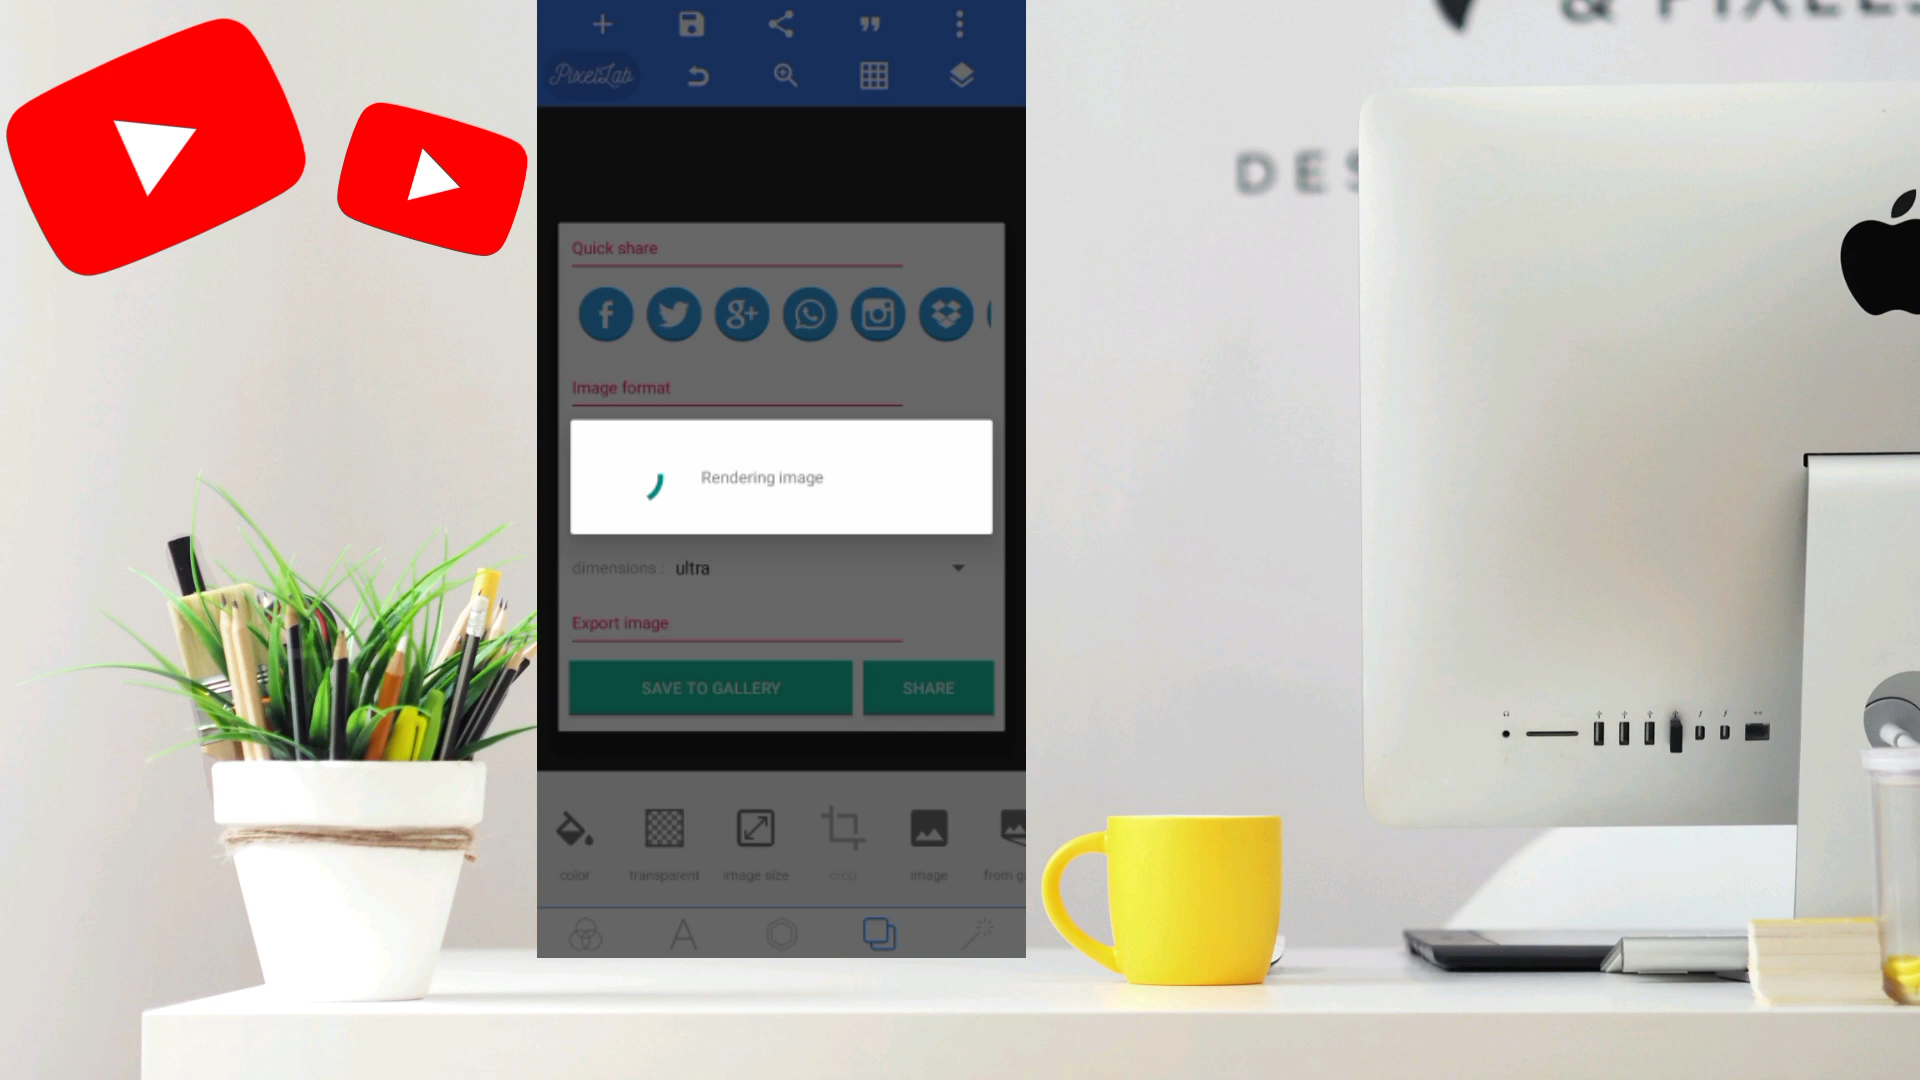 & PIXELS
DES
PixelLab
Quick share
Image format
Rendering image
dimensions : ultra
Export image
SAVE TO GALLERY
SHARE
color
transparent
image size
crop
image
from g